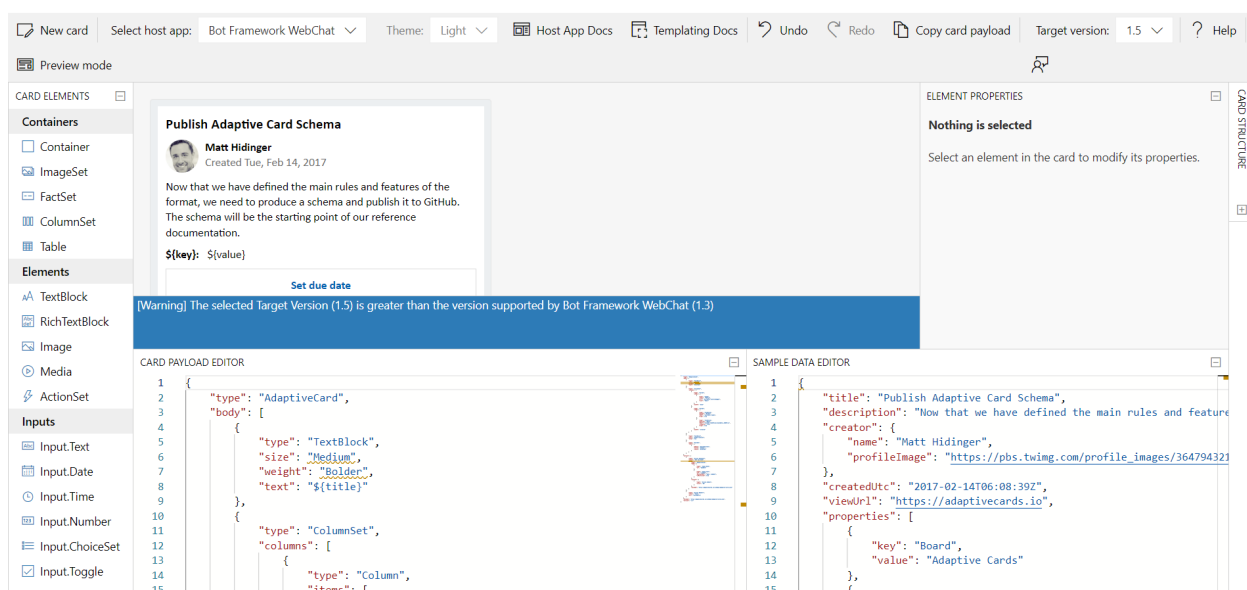 New card Select host app: Bot Framework WebChat Theme: Light Host App Docs Templating Docs Undo Redo Copy card payload Target version: 1.5 Help
Preview mode
CARD ELEMENTS
Containers
Container
ImageSet
FactSet
ColumnSet
Table
Elements
TextBlock
RichTextBlock
Image
Media
ActionSet
Inputs
Input.Text
Input.Date
Input.Time
Input.Number
Input.ChoiceSet
Input.Toggle
Publish Adaptive Card Schema
Matt Hidinger
Created Tue, Feb 14, 2017
Now that we have defined the main rules and features of the
format, we need to produce a schema and publish it to GitHub.
The schema will be the starting point of our reference
documentation.
${key}: ${value}
Set due date
[Warning] The selected Target Version (1.5) is greater than the version supported by Bot Framework WebChat (1.3)
ELEMENT PROPERTIES
Nothing is selected
Select an element in the card to modify its properties.
CARD STRUCTURE
CARD PAYLOAD EDITOR
1 {
2 "type": "AdaptiveCard",
3 "body": [
4 {
5 "type": "TextBlock",
6 "size": "Medium",
7 "weight": "Bolder",
8 "text": "${title}"
9 },
10 {
11 "type": "ColumnSet",
12 "columns": [
13 {
14 "type": "Column",
15 "items": [
SAMPLE DATA EDITOR
1 {
2 "title": "Publish Adaptive Card Schema",
3 "description": "Now that we have defined the main rules and feature
4 "creator": {
5 "name": "Matt Hidinger",
6 "profileImage": "https://pbs.twimg.com/profile_images/364794321
7 },
8 "createdUtc": "2017-02-14T06:08:39Z",
9 "viewUrl": "https://adaptivecards.io",
10 "properties": [
11 {
12 "key": "Board",
13 "value": "Adaptive Cards"
14 },
15 {